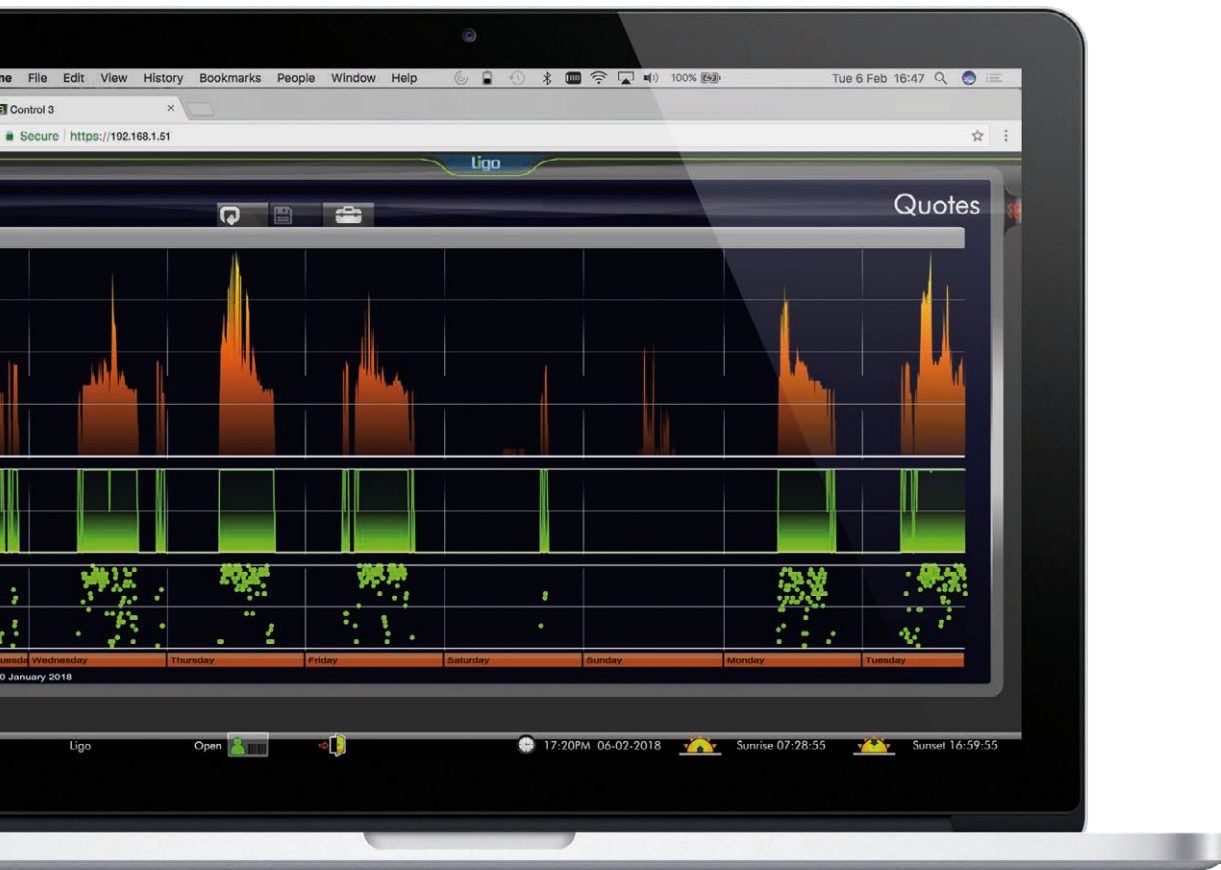 File Edit View History Bookmarks People Window Help 100% Tue 6 Feb 16:47
Control 3
Secure https://192.168.1.51
Ligo
Quotes
Wednesday Thursday Friday Saturday Sunday Monday Tuesday
January 2018
Ligo Open 17:20PM 06-02-2018 Sunrise 07:28:55 Sunset 16:59:55